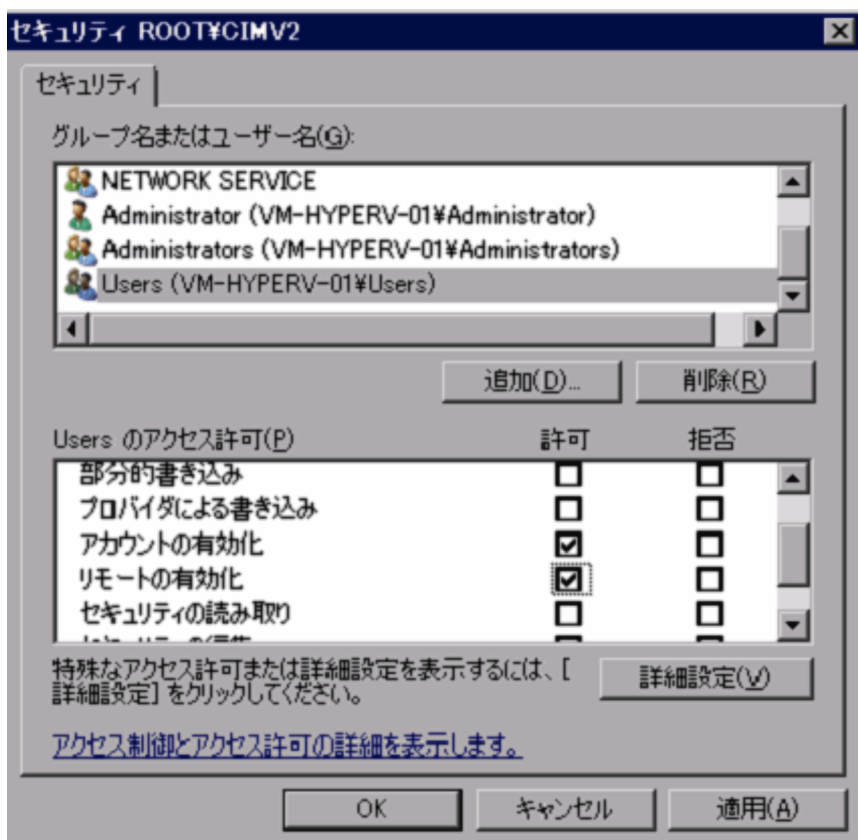 セキュリティ ROOT¥CIMV2
セキュリティ
グループ名またはユーザー名(G):
NETWORK SERVICE
Administrator (VM-HYPERV-01¥Administrator)
Administrators (VM-HYPERV-01¥Administrators)
Users (VM-HYPERV-01¥Users)
追加(D)... 削除(R)
Users のアクセス許可(P) 許可 拒否
部分的書き込み
プロバイダによる書き込み
アカウントの有効化
リモートの有効化
セキュリティの読み取り
特殊なアクセス許可または詳細設定を表示するには、[
詳細設定] をクリックしてください。
詳細設定(V)
アクセス制御とアクセス許可の詳細を表示します。
OK キャンセル 適用(A)